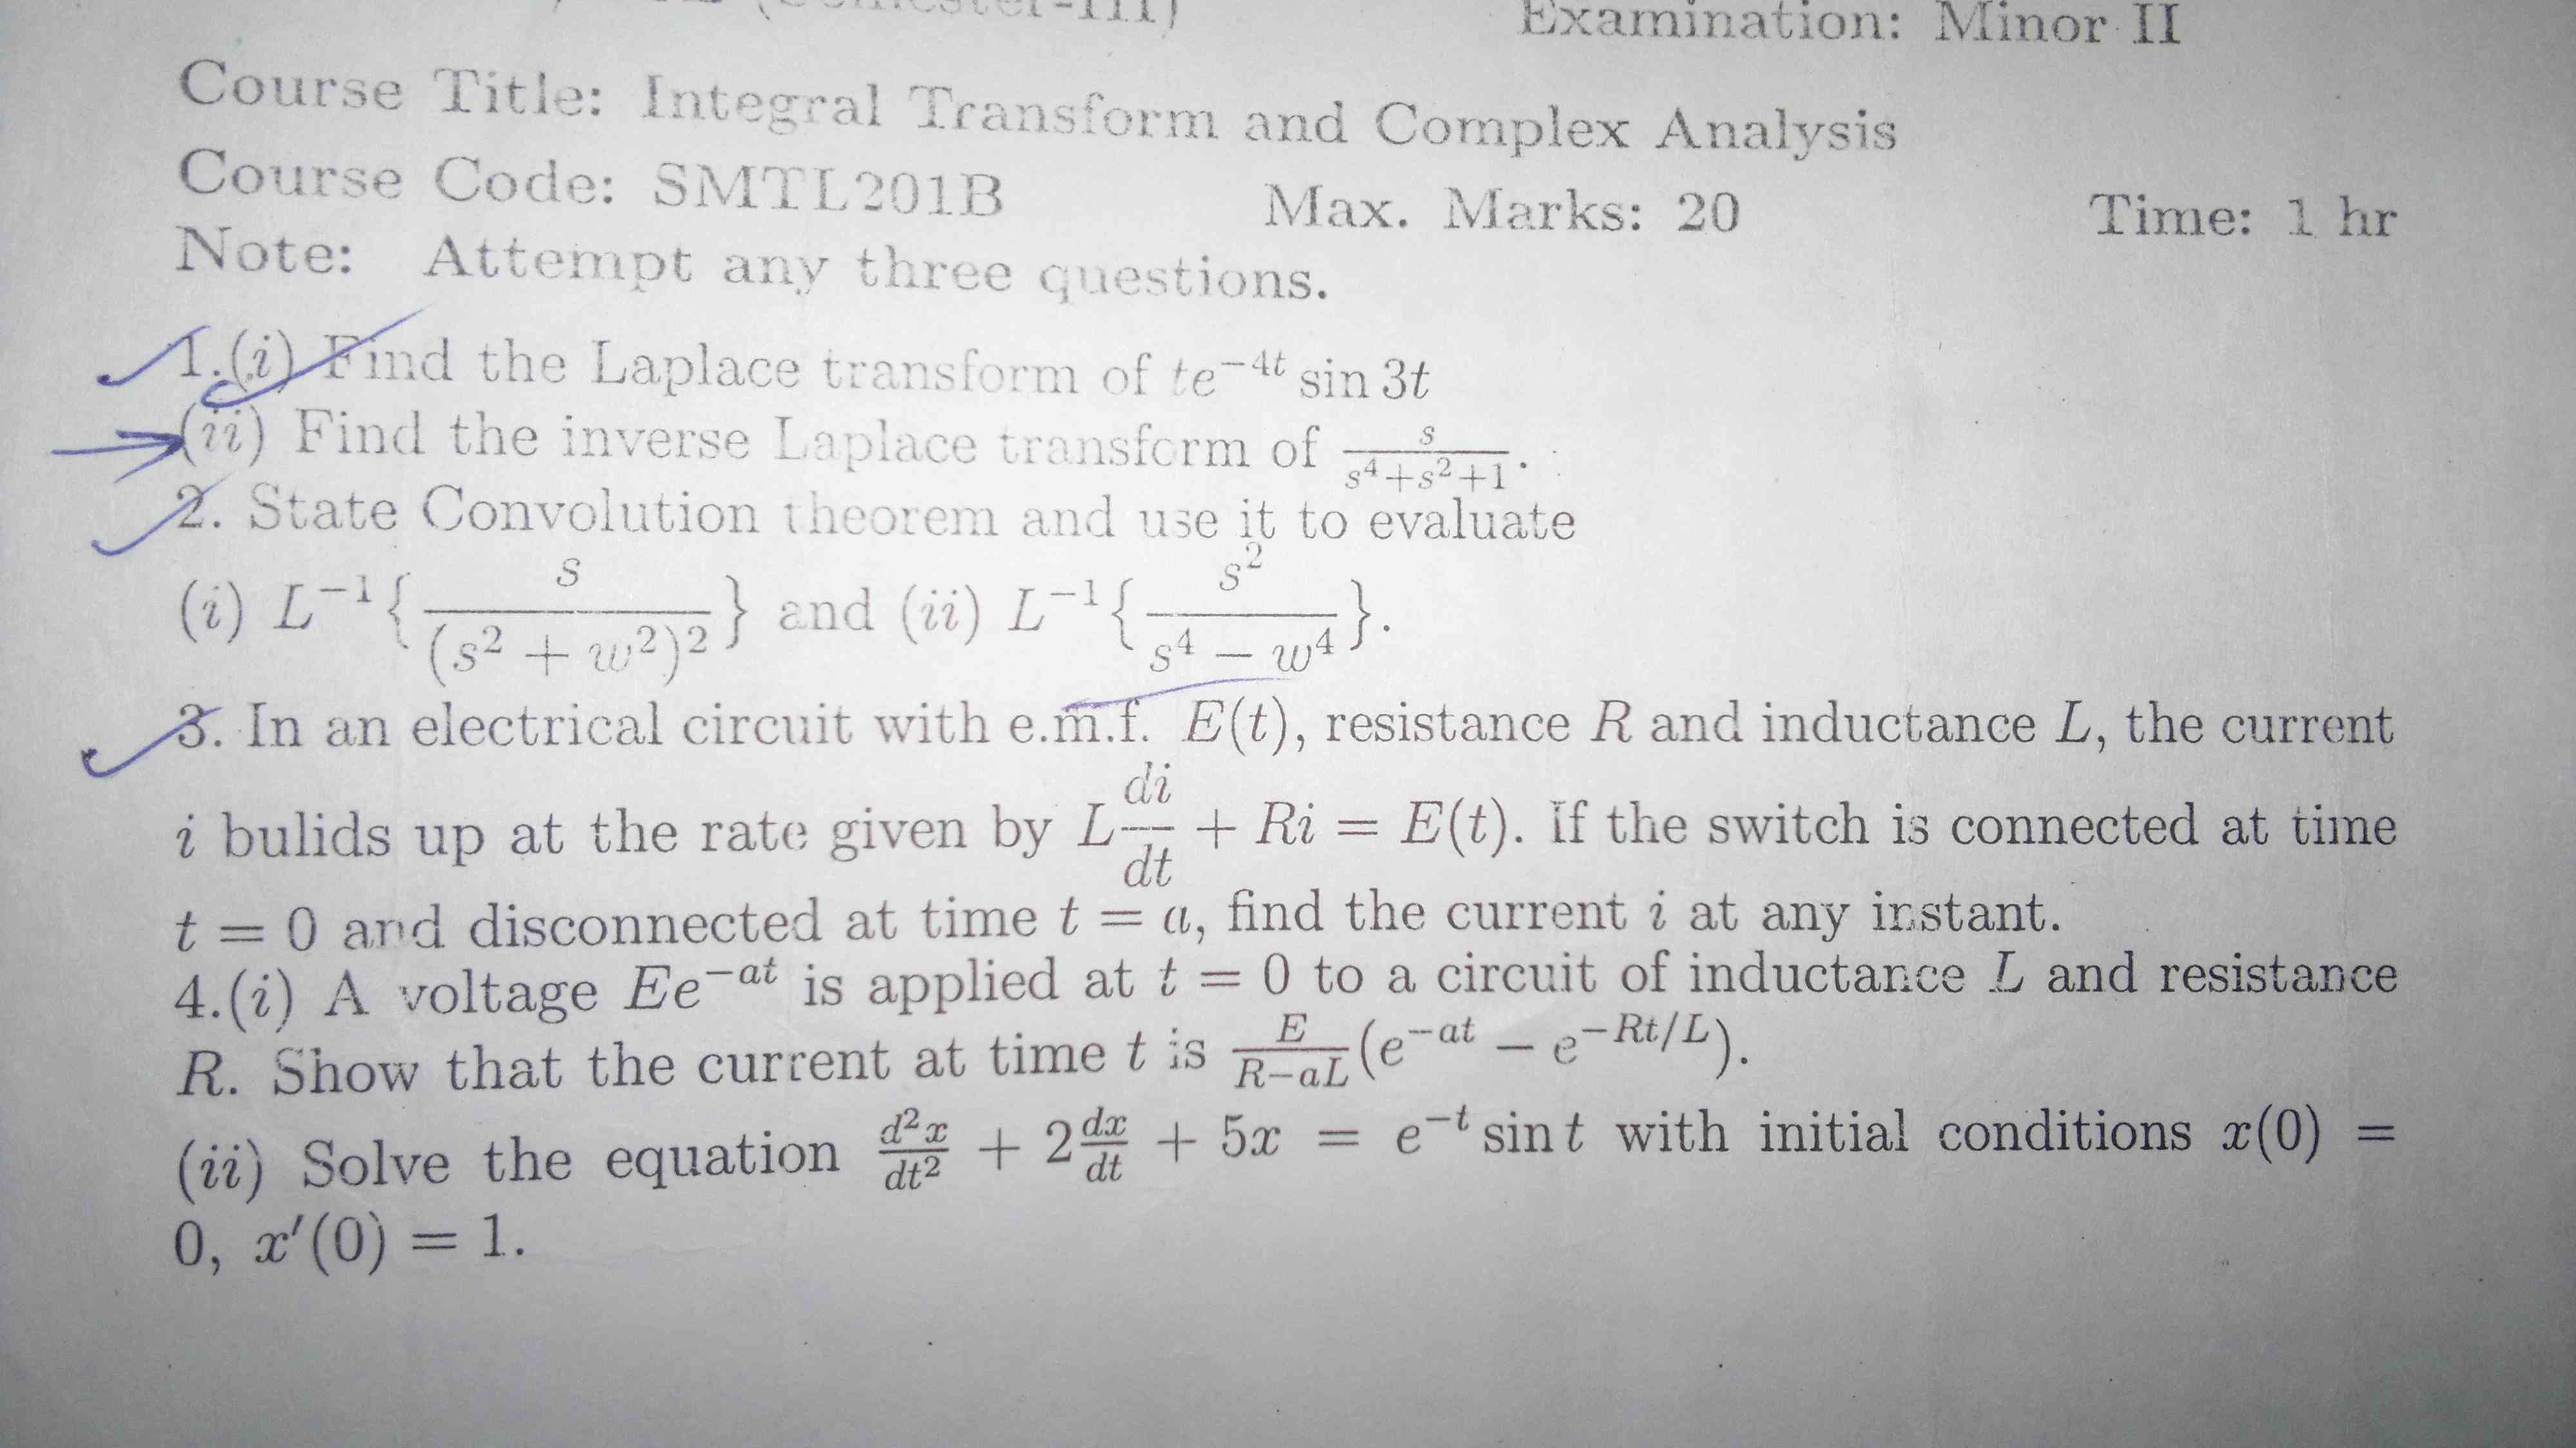 (Semester-III) Examination: Minor II
Course Title: Integral Transform and Complex Analysis
Course Code: SMTL201B Max. Marks: 20 Time: 1 hr
Note: Attempt any three questions.
1.(i) Find the Laplace transform of te^{-4t} sin 3t
(ii) Find the inverse Laplace transform of \frac{s}{s^4+s^2+1}.
2. State Convolution theorem and use it to evaluate
(i) L^{-1}\{\frac{s}{(s^2 + w^2)^2}\} and (ii) L^{-1}\{\frac{s^2}{s^4 - w^4}\}.
3. In an electrical circuit with e.m.f. E(t), resistance R and inductance L, the current
i bulids up at the rate given by L\frac{di}{dt} + Ri = E(t). If the switch is connected at time
t = 0 and disconnected at time t = a, find the current i at any instant.
4.(i) A voltage Ee^{-at} is applied at t = 0 to a circuit of inductance L and resistance
R. Show that the current at time t is \frac{E}{R-aL}(e^{-at} - e^{-Rt/L}).
(ii) Solve the equation \frac{d^2x}{dt^2} + 2\frac{dx}{dt} + 5x = e^{-t} sin t with initial conditions x(0) =
0, x'(0) = 1.